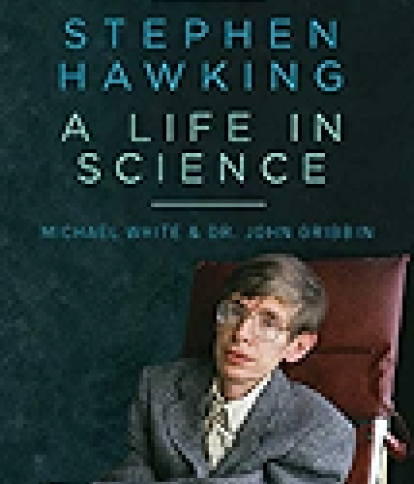 STEPHEN
HAWKING
A LIFE IN
SCIENCE
MICHAEL WHITE & DR. JOHN GRIBBIN